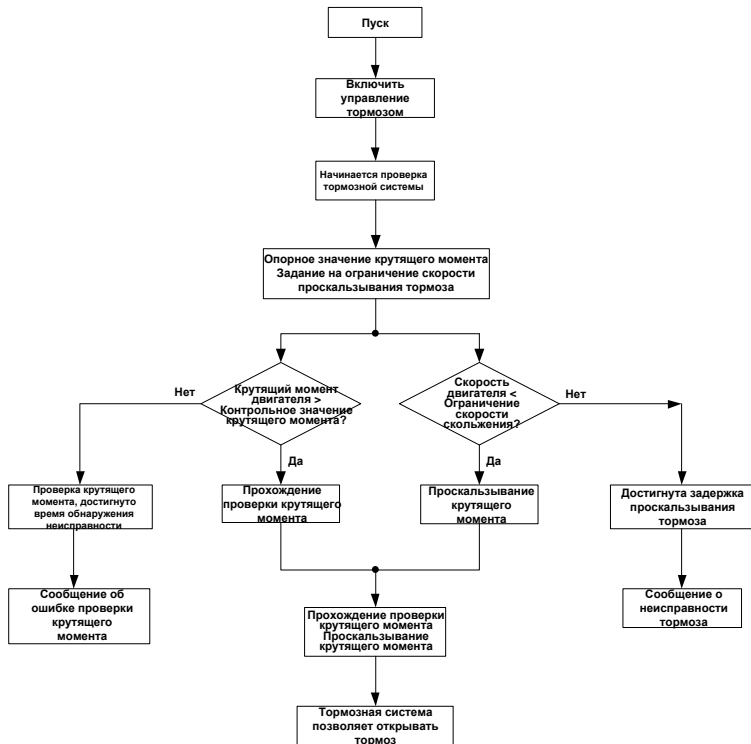 Пуск
Включить
управление
тормозом
Начинается проверка
тормозной системы
Опорное значение крутящего момента
Задание на ограничение скорости
проскальзывания тормоза
Нет
Крутящий момент
двигателя >
Контрольное значение
крутящего момента?
Да
Скорость
двигателя <
Ограничение
скорости
скольжения?
Нет
Да
Проверка крутящего
момента, достигнуто
время обнаружения
неисправности
Прохождение
проверки крутящего
момента
Проскальзывание
крутящего
момента
Достигнута задержка
проскальзывания
тормоза
Сообщение об
ошибке проверки
крутящего
момента
Прохождение проверки
крутящего момента
Проскальзывание
крутящего момента
Сообщение о
неисправности
тормоза
Тормозная система
позволяет открывать
тормоз